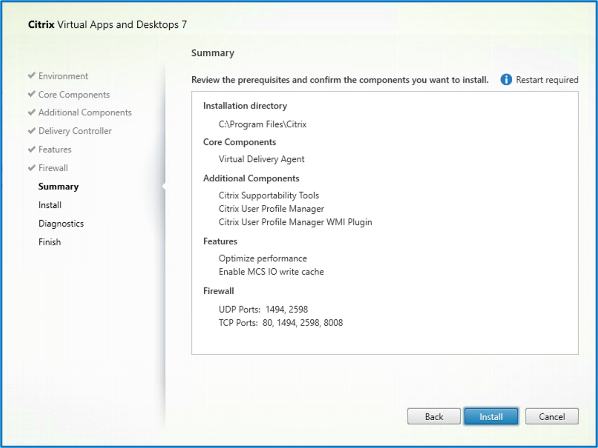 Citrix Virtual Apps and Desktops 7
Summary
✔ Environment
✔ Core Components
✔ Additional Components
✔ Delivery Controller
✔ Features
✔ Firewall
Summary
Install
Diagnostics
Finish
Review the prerequisites and confirm the components you want to install.
Restart required
Installation directory
C:\Program Files\Citrix
Core Components
Virtual Delivery Agent
Additional Components
Citrix Supportability Tools
Citrix User Profile Manager
Citrix User Profile Manager WMI Plugin
Features
Optimize performance
Enable MCS IO write cache
Firewall
UDP Ports: 1494, 2598
TCP Ports: 80, 1494, 2598, 8008
Back
Install
Cancel